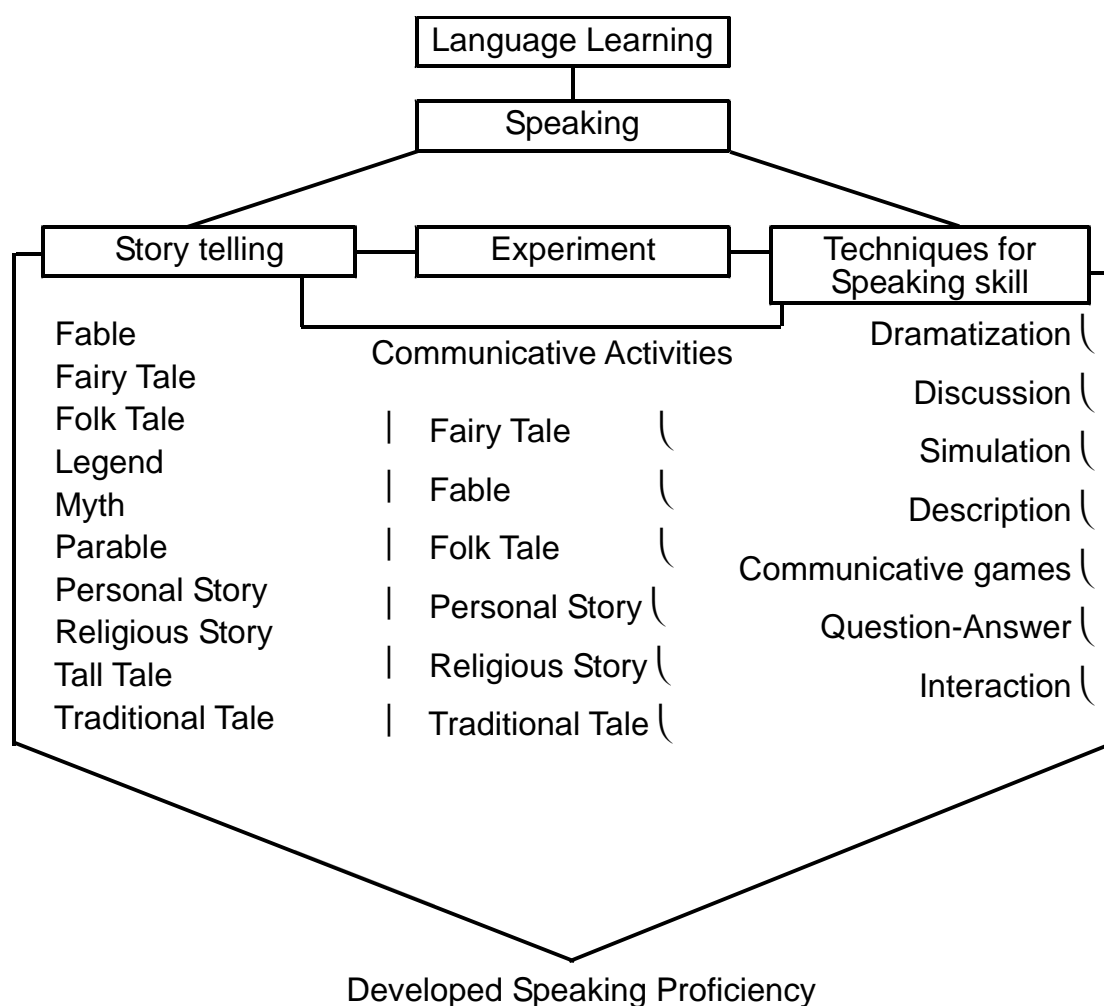 Language Learning
Speaking
Story telling
Experiment
Techniques for
Speaking skill
Fable
Fairy Tale
Folk Tale
Legend
Myth
Parable
Personal Story
Religious Story
Tall Tale
Traditional Tale
Communicative Activities
Fairy Tale
Fable
Folk Tale
Personal Story
Religious Story
Traditional Tale
Dramatization
Discussion
Simulation
Description
Communicative games
Question-Answer
Interaction
Developed Speaking Proficiency